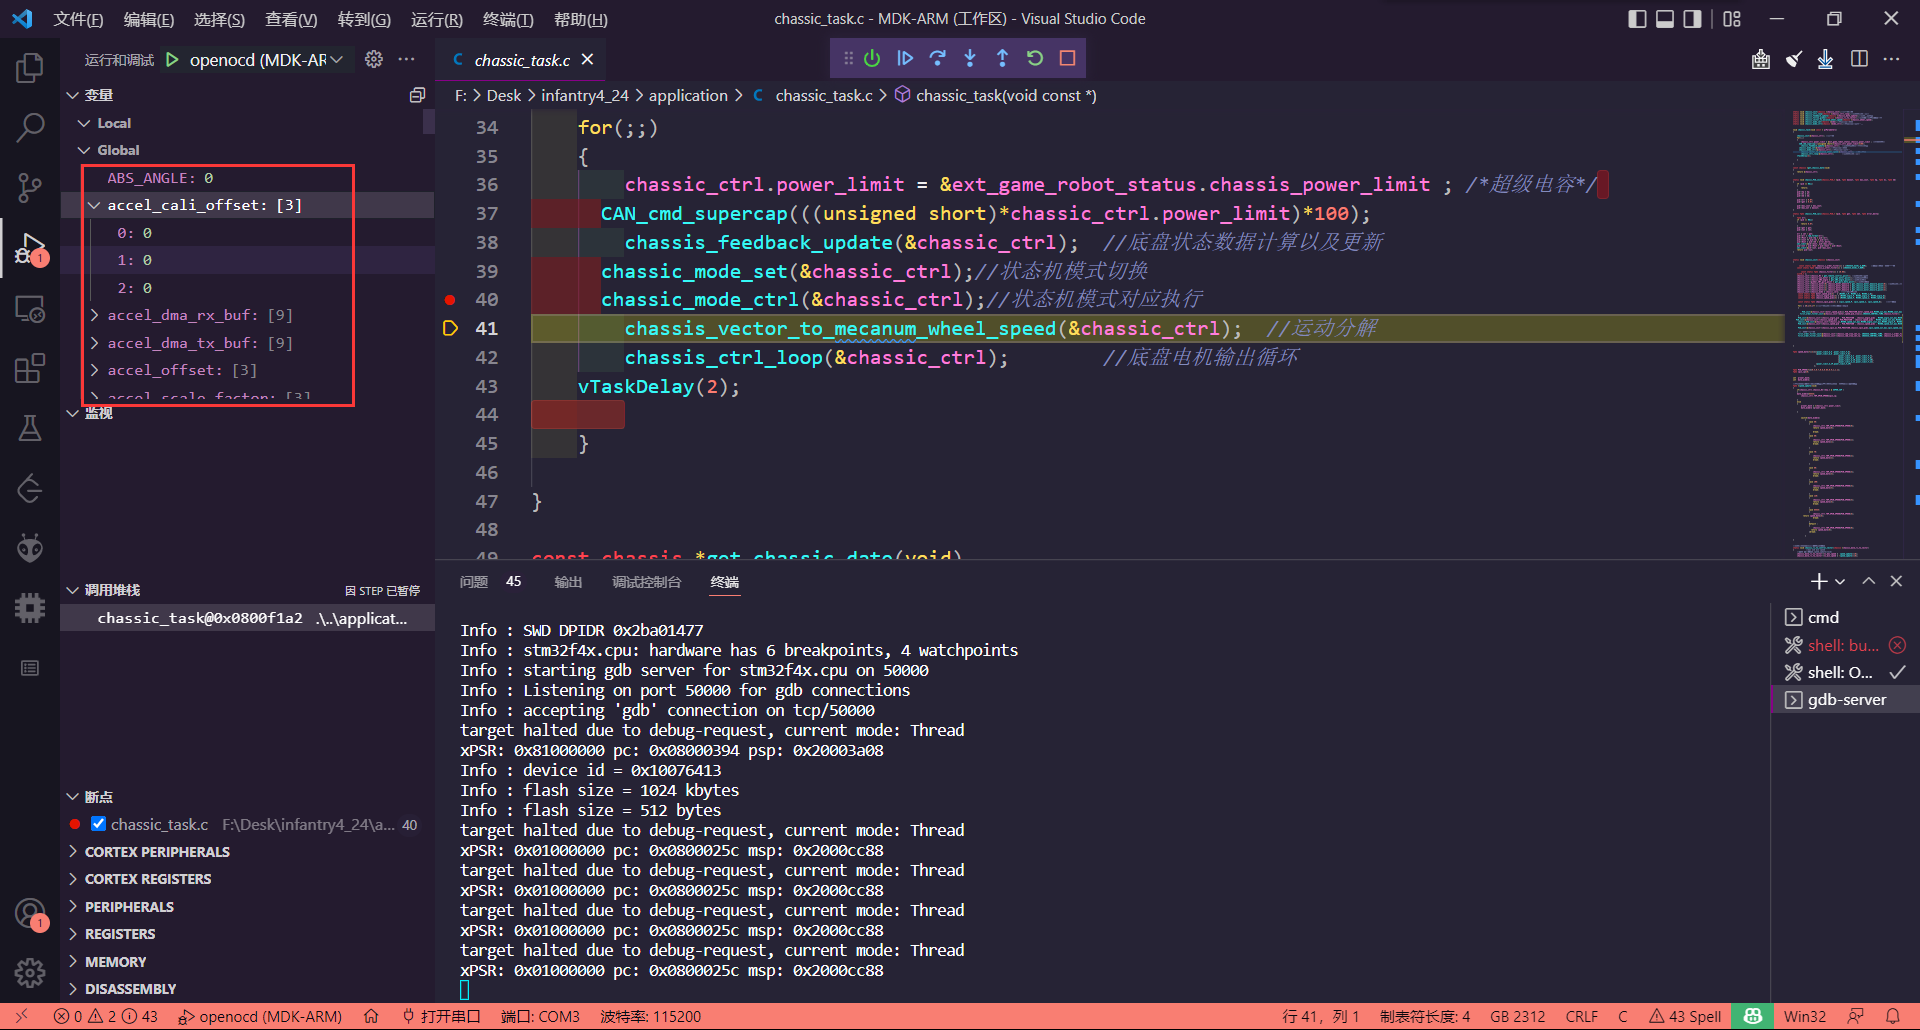 文件(F) 编辑(E) 选择(S) 查看(V) 转到(G) 运行(R) 终端(T) 帮助(H) chassic_task.c - MDK-ARM (工作区) - Visual Studio Code
运行和调试 openocd (MDK-AR
变量
Local
Global
ABS_ANGLE: 0
accel_cali_offset: [3]
0: 0
1: 0
2: 0
accel_dma_rx_buf: [9]
accel_dma_tx_buf: [9]
accel_offset: [3]
accel_scale_factor: [3]
监视
调用堆栈 因 STEP 已暂停
chassic_task@0x0800f1a2 .\..\applicat...
断点
chassic_task.c F:\Desk\infantry4_24\a... 40
CORTEX PERIPHERALS
CORTEX REGISTERS
PERIPHERALS
REGISTERS
MEMORY
DISASSEMBLY
1
1
C chassic_task.c
F: > Desk > infantry4_24 > application > C chassic_task.c > chassic_task(void const *)
34 for(;;)
35 {
36 chassic_ctrl.power_limit = &ext_game_robot_status.chassis_power_limit ; /*超级电容*/
37 CAN_cmd_supercap(((unsigned short)*chassic_ctrl.power_limit)*100);
38 chassis_feedback_update(&chassic_ctrl); //底盘状态数据计算以及更新
39 chassic_mode_set(&chassic_ctrl);//状态机模式切换
40 chassic_mode_ctrl(&chassic_ctrl);//状态机模式对应执行
41 chassis_vector_to_mecanum_wheel_speed(&chassic_ctrl); //运动分解
42 chassis_ctrl_loop(&chassic_ctrl); //底盘电机输出循环
43 vTaskDelay(2);
44
45 }
46
47 }
48
49 const chassis *get_chassic_date(void)
问题 45 输出 调试控制台 终端
Info : SWD DPIDR 0x2ba01477
Info : stm32f4x.cpu: hardware has 6 breakpoints, 4 watchpoints
Info : starting gdb server for stm32f4x.cpu on 50000
Info : Listening on port 50000 for gdb connections
Info : accepting 'gdb' connection on tcp/50000
target halted due to debug-request, current mode: Thread
xPSR: 0x81000000 pc: 0x08000394 psp: 0x20003a08
Info : device id = 0x10076413
Info : flash size = 1024 kbytes
Info : flash size = 512 bytes
target halted due to debug-request, current mode: Thread
xPSR: 0x01000000 pc: 0x0800025c msp: 0x2000cc88
target halted due to debug-request, current mode: Thread
xPSR: 0x01000000 pc: 0x0800025c msp: 0x2000cc88
target halted due to debug-request, current mode: Thread
xPSR: 0x01000000 pc: 0x0800025c msp: 0x2000cc88
target halted due to debug-request, current mode: Thread
xPSR: 0x01000000 pc: 0x0800025c msp: 0x2000cc88
cmd
shell: bu...
shell: O...
gdb-server
0 2 43 openocd (MDK-ARM) 打开串口 端口: COM3 波特率: 115200 行 41，列 1 制表符长度: 4 GB 2312 CRLF C 43 Spell Win32